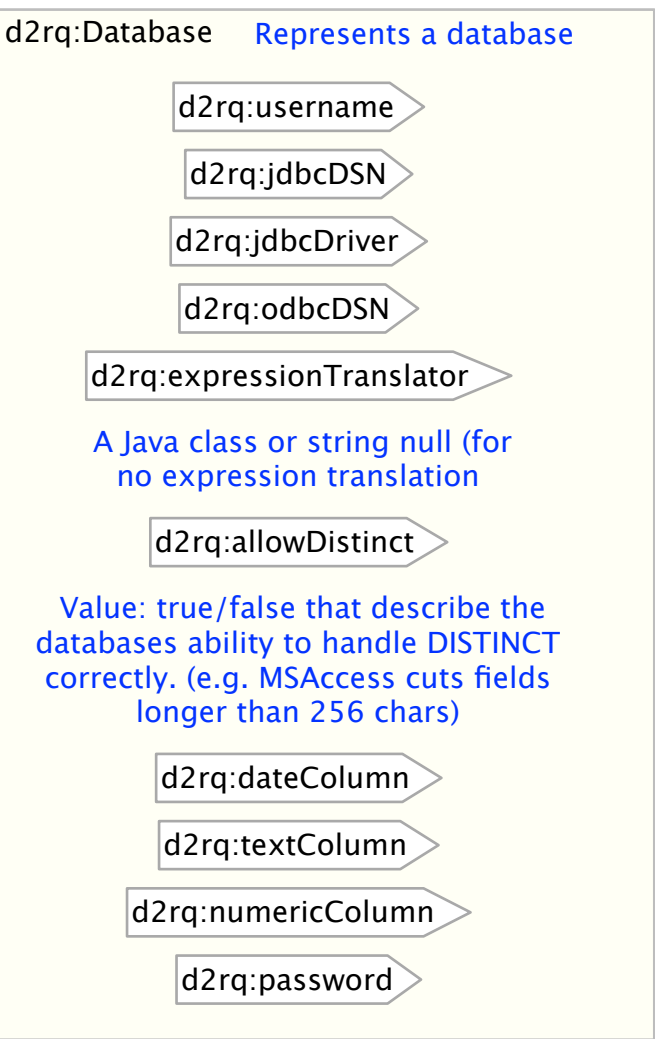 d2rq:Database Represents a database
d2rq:username
d2rq:jdbcDSN
d2rq:jdbcDriver
d2rq:odbcDSN
d2rq:expressionTranslator
A Java class or string null (for
no expression translation
d2rq:allowDistinct
Value: true/false that describe the
databases ability to handle DISTINCT
correctly. (e.g. MSAccess cuts fields
longer than 256 chars)
d2rq:dateColumn
d2rq:textColumn
d2rq:numericColumn
d2rq:password